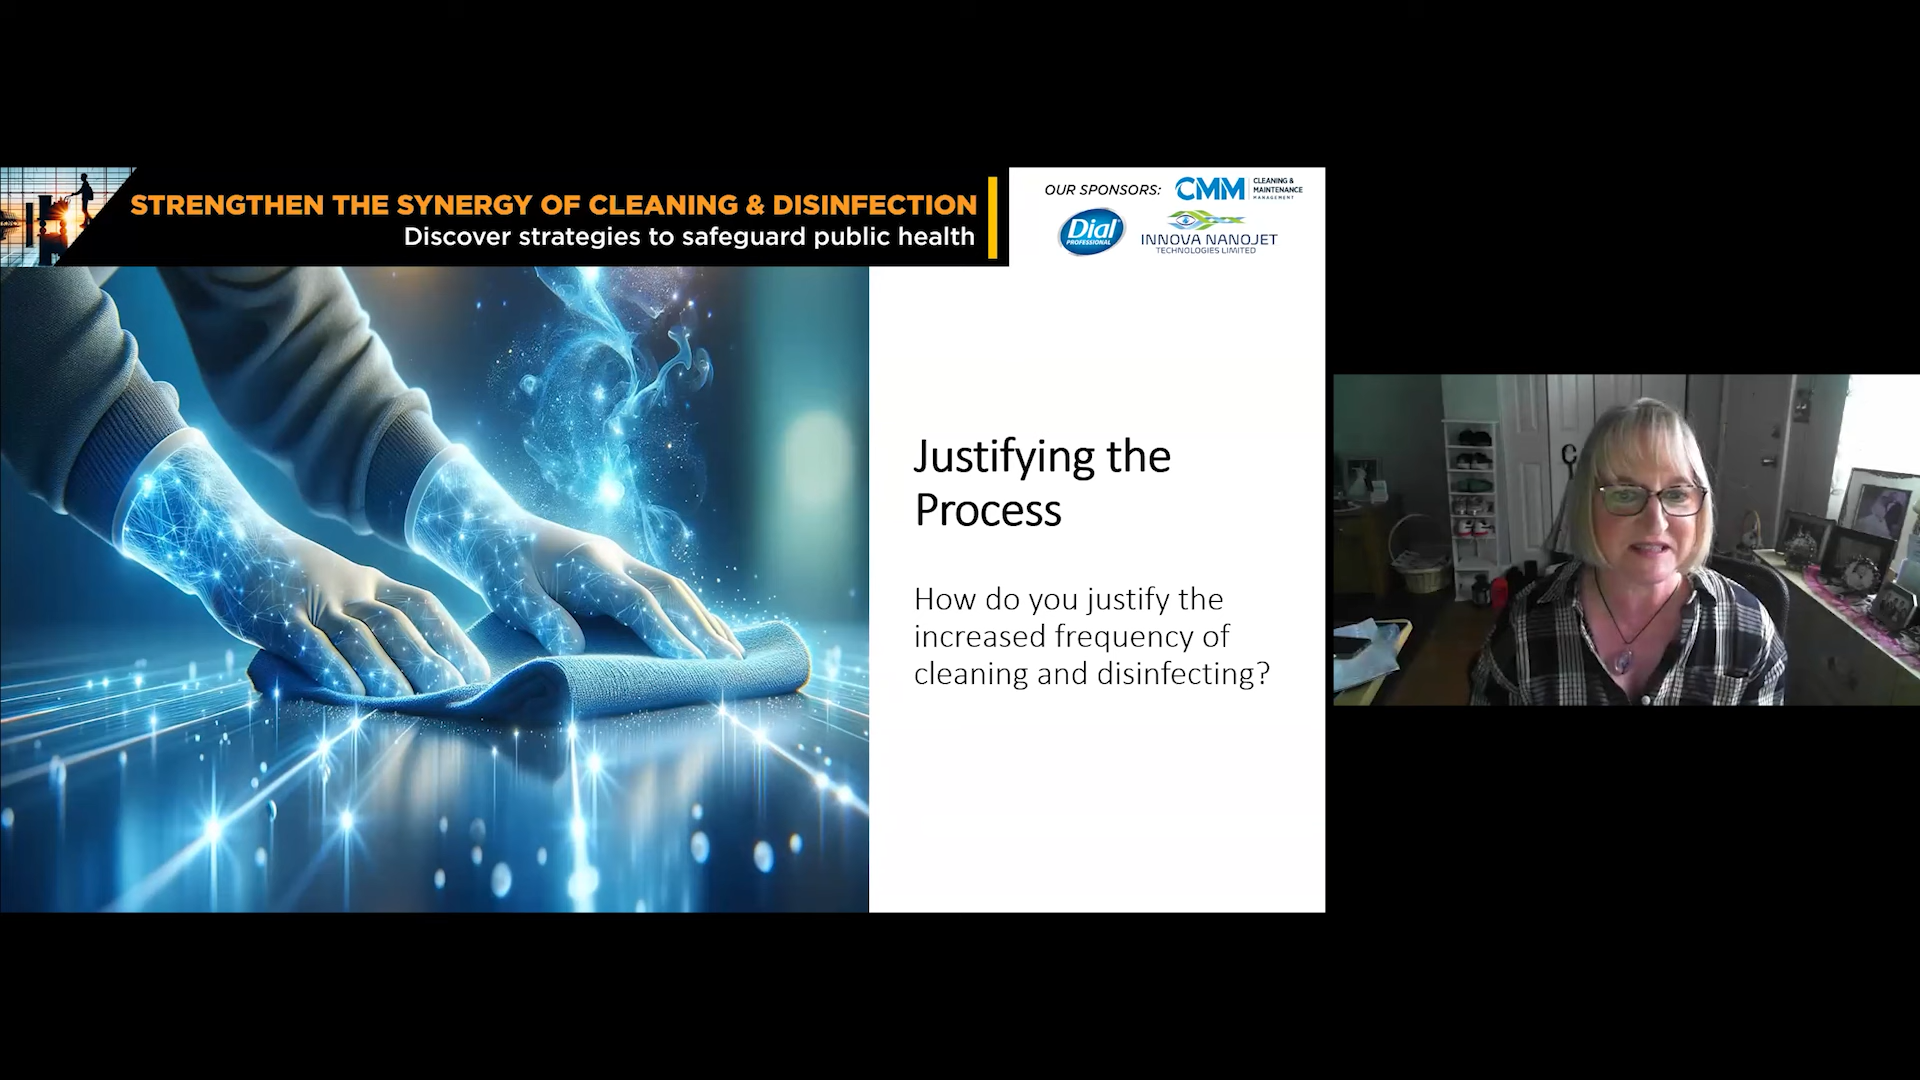 STRENGTHEN THE SYNERGY OF CLEANING & DISINFECTION
Discover strategies to safeguard public health
OUR SPONSORS:
CMM
CLEANING &
MAINTENANCE
MANAGEMENT
Dial
PROFESSIONAL
INNOVA NANOJET
TECHNOLOGIES LIMITED
Justifying the
Process
How do you justify the
increased frequency of
cleaning and disinfecting?